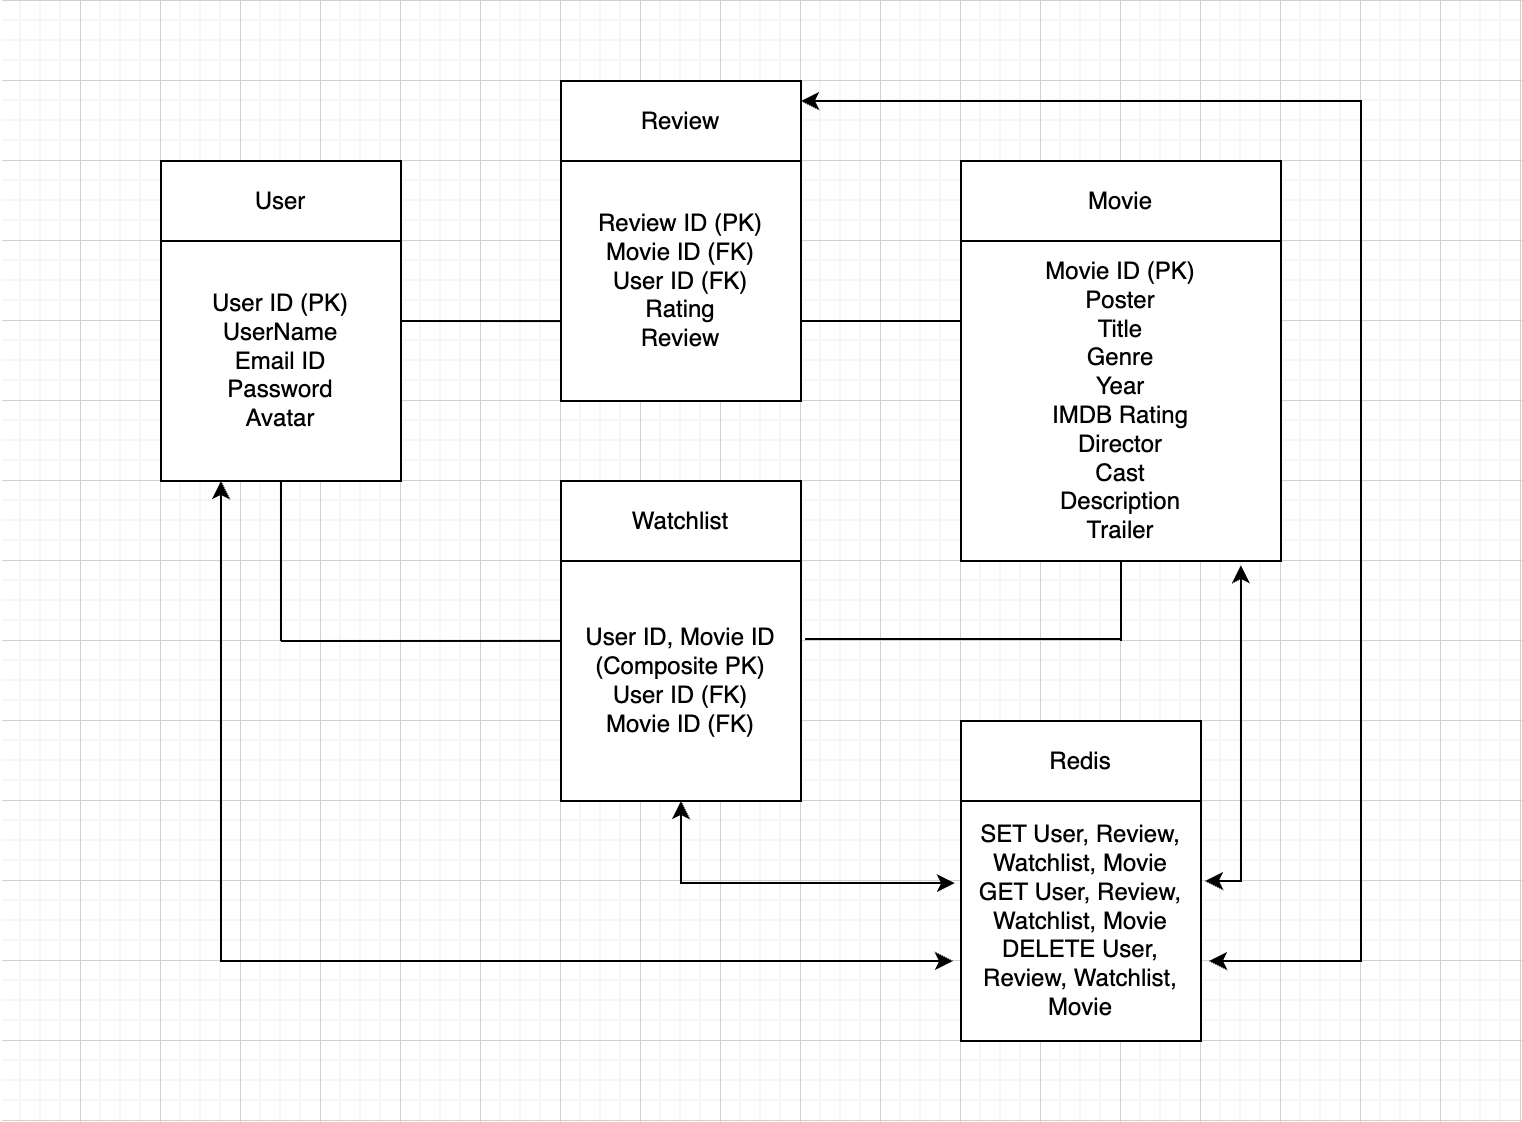 Review
Review ID (PK)
Movie ID (FK)
User ID (FK)
Rating
Review
User
User ID (PK)
UserName
Email ID
Password
Avatar
Movie
Movie ID (PK)
Poster
Title
Genre
Year
IMDB Rating
Director
Cast
Description
Trailer
Watchlist
User ID, Movie ID
(Composite PK)
User ID (FK)
Movie ID (FK)
Redis
SET User, Review,
Watchlist, Movie
GET User, Review,
Watchlist, Movie
DELETE User,
Review, Watchlist,
Movie